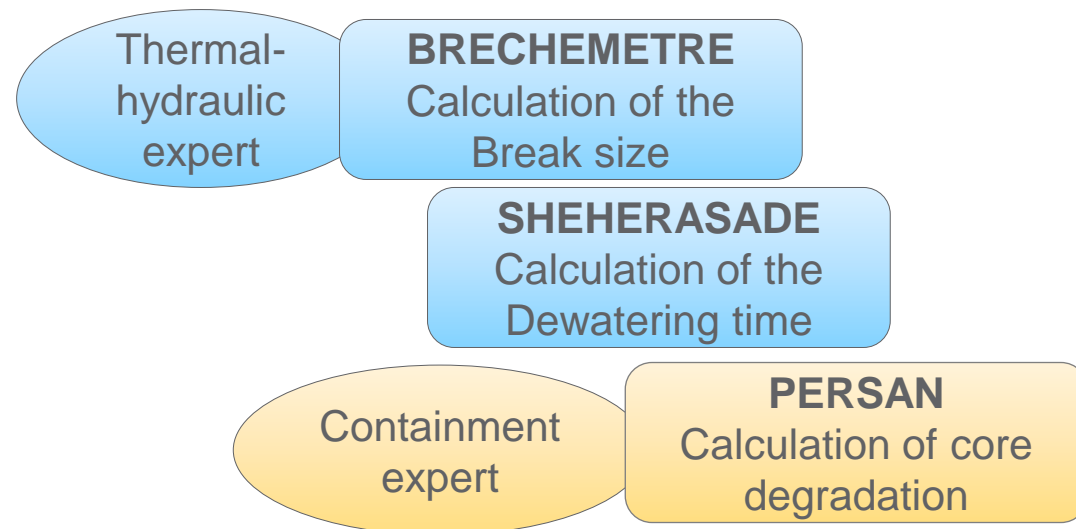 Thermal-
hydraulic
expert
BRECHEMETRE
Calculation of the
Break size
SHEHERASADE
Calculation of the
Dewatering time
Containment
expert
PERSAN
Calculation of core
degradation